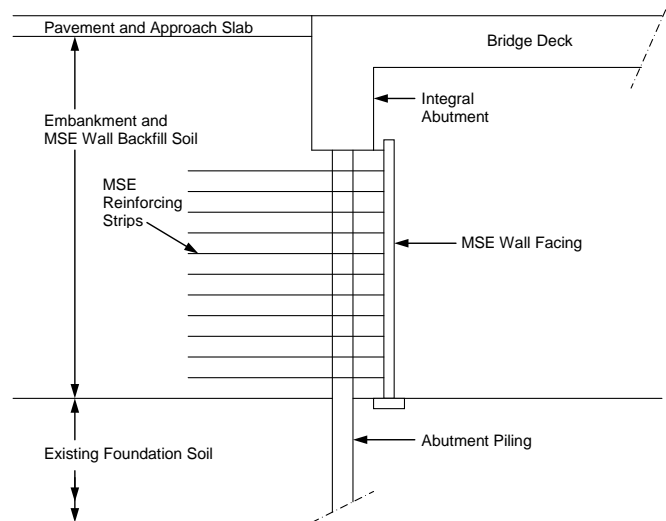 Pavement and Approach Slab
Bridge Deck
Integral
Abutment
Embankment and
MSE Wall Backfill Soil
MSE
Reinforcing
Strips
MSE Wall Facing
Abutment Piling
Existing Foundation Soil